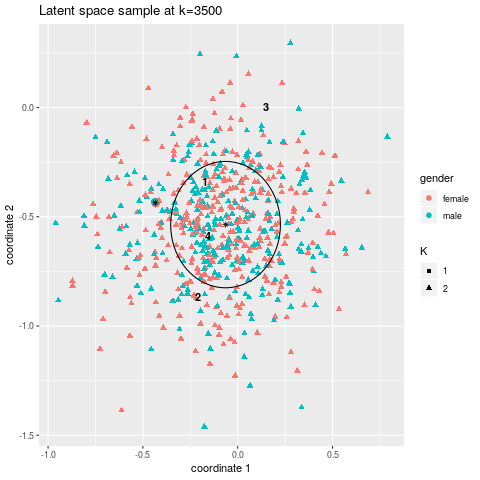 Latent space sample at k=3500
coordinate 2
0.0
-0.5
-1.0
-1.5
3
1
4
2
-1.0
-0.5
0.0
0.5
coordinate 1
gender
female
male
K
1
2